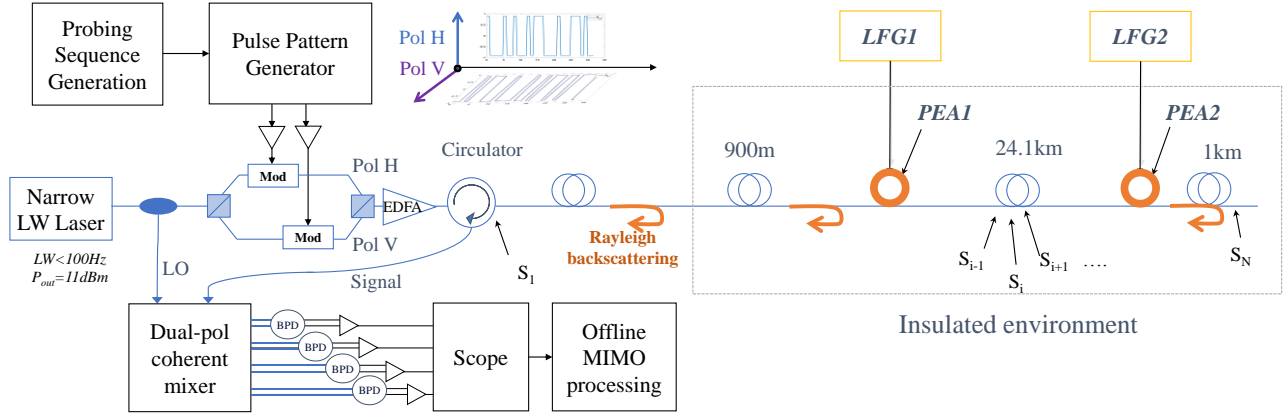 Probing
Sequence
Generation
Pulse Pattern
Generator
Pol H
Pol V
LFG1
LFG2
PEA1
PEA2
900m
24.1km
1km
Circulator
Pol H
Mod
Narrow
LW Laser
EDFA
Mod
Pol V
LW<100Hz
Pout=11dBm
LO
Signal
S1
Rayleigh
backscattering
Si-1
Si
Si+1
....
SN
Insulated environment
Dual-pol
coherent
mixer
BPD
BPD
BPD
BPD
Scope
Offline
MIMO
processing